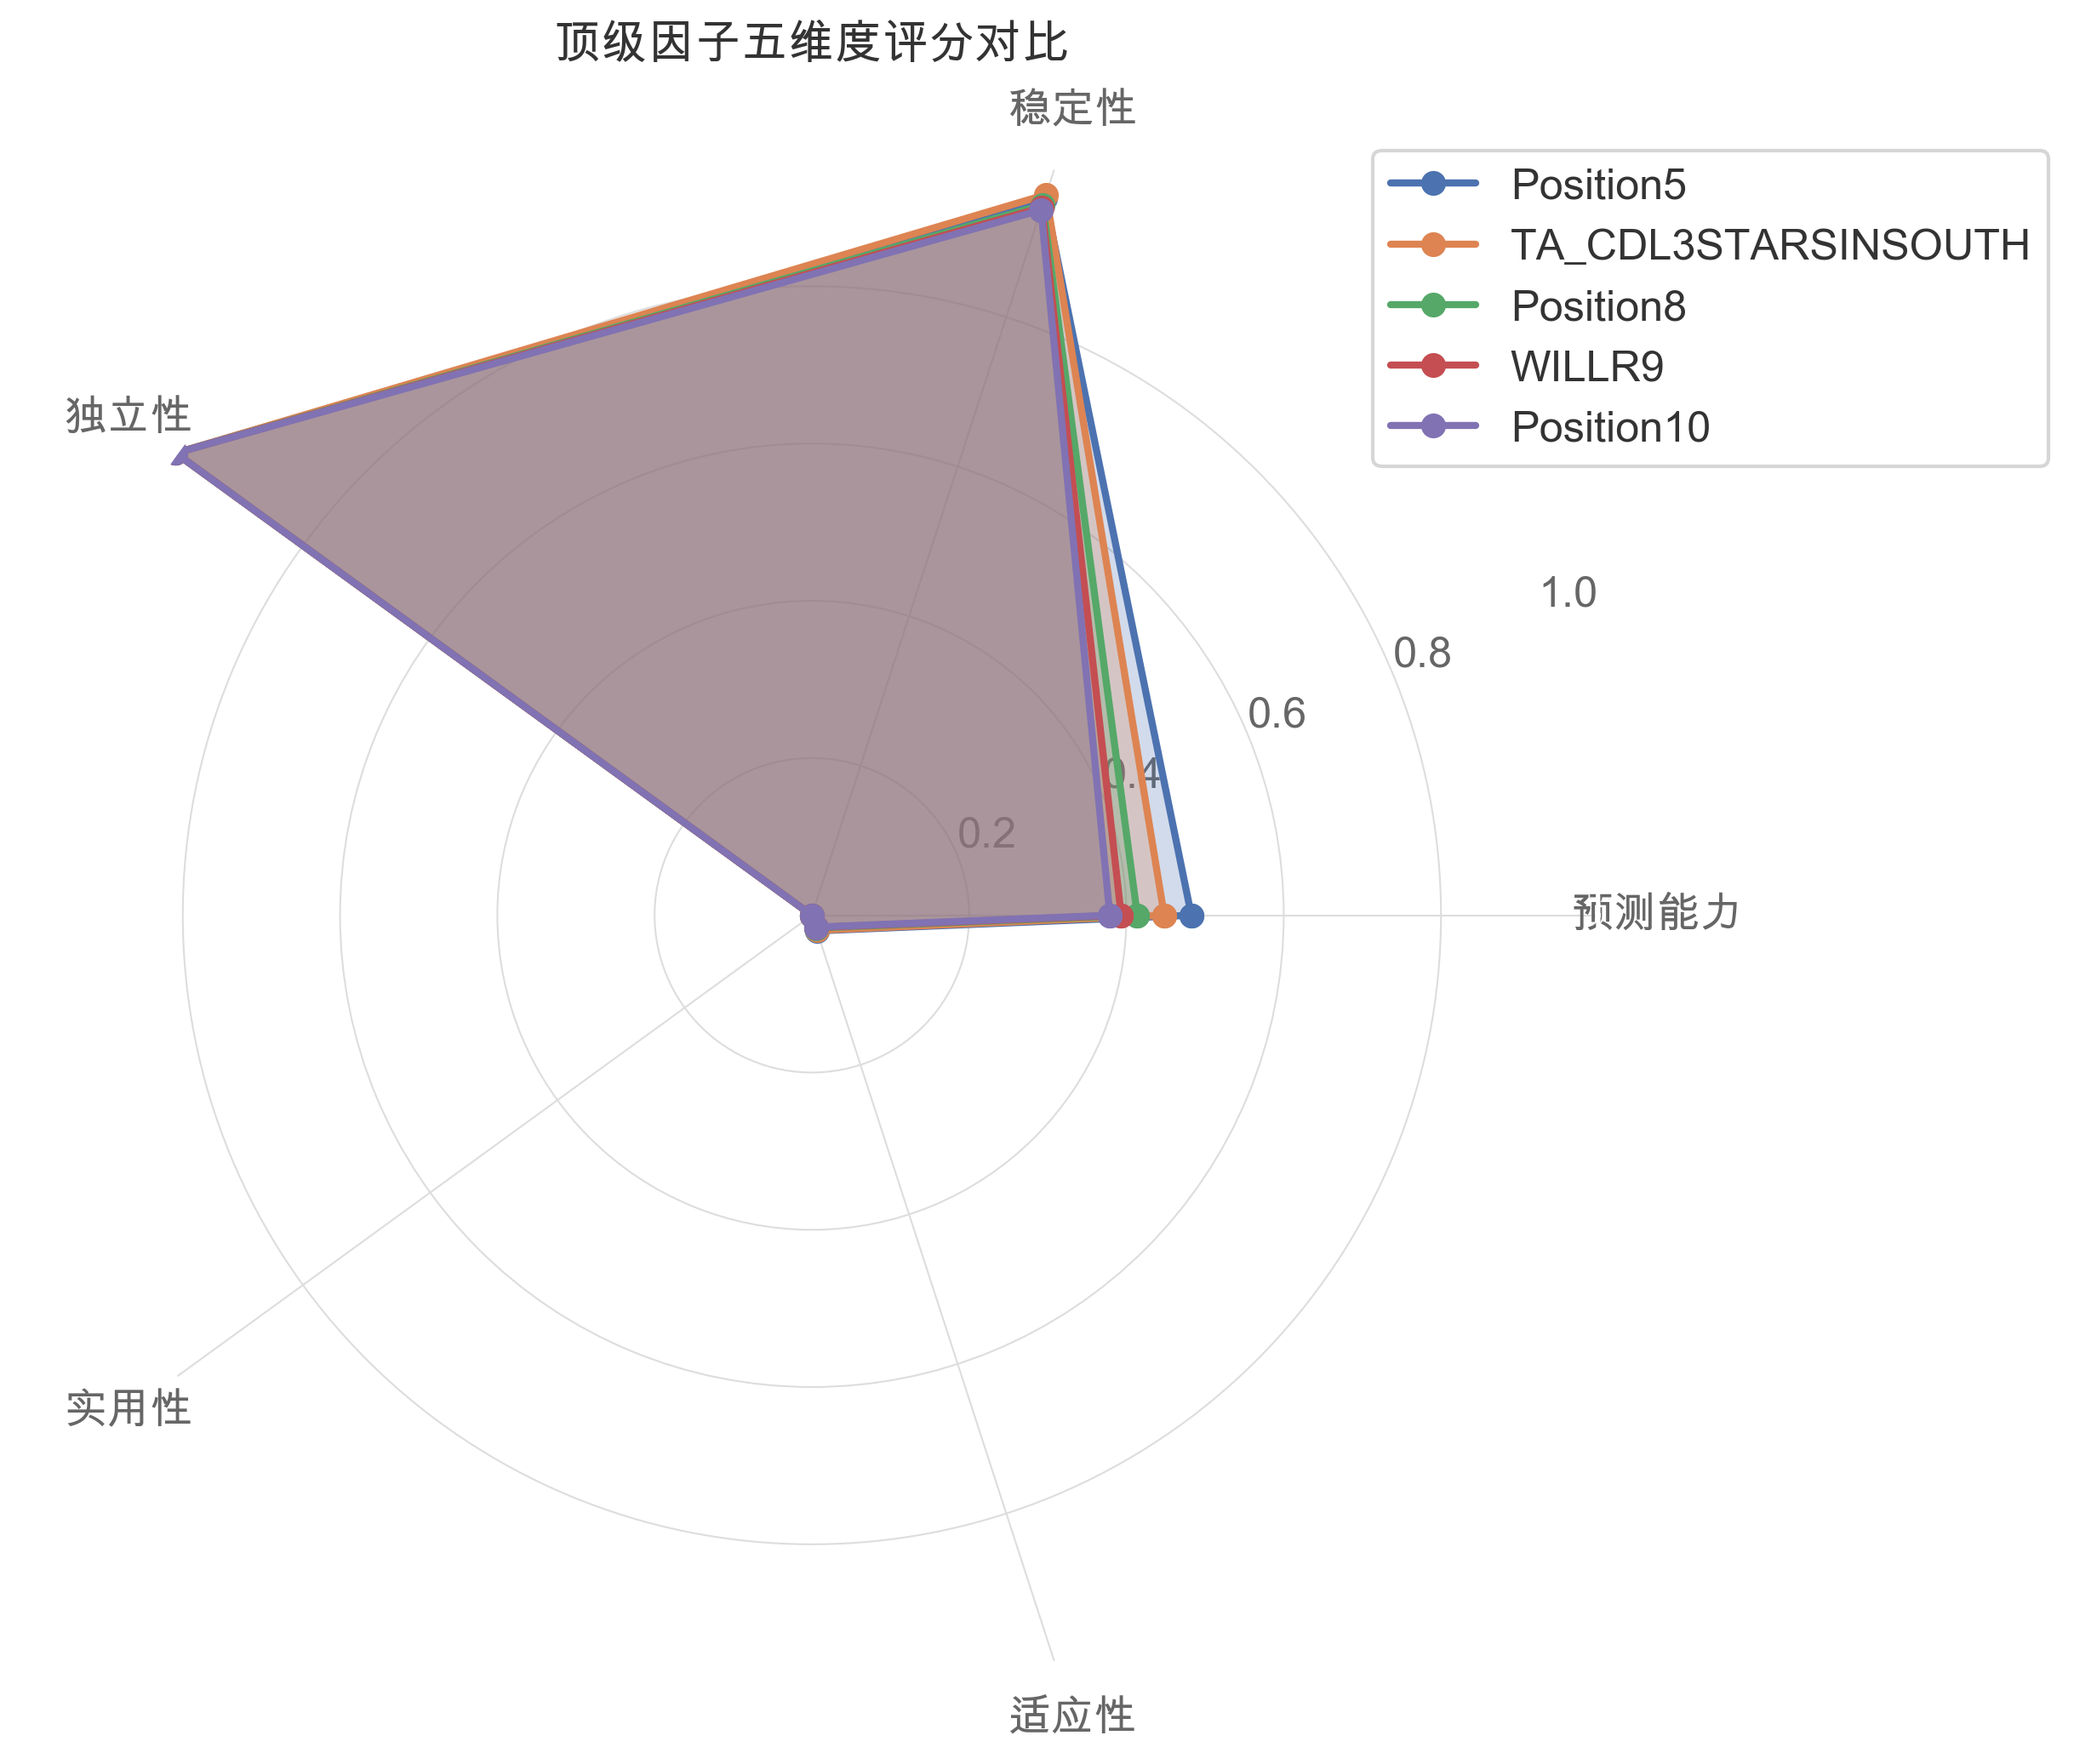 顶级因子五维度评分对比
稳定性
Position5
TA_CDL3STARSINSOUTH
Position8
WILLR9
Position10
独立性
1.0
0.8
0.6
0.4
0.2
预测能力
实用性
适应性